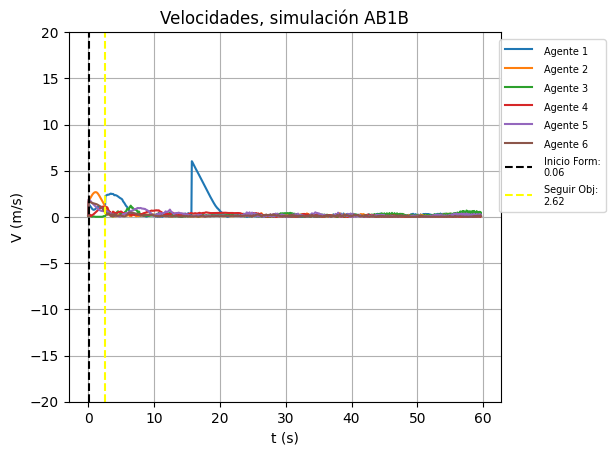 Velocidades, simulación AB1B
20
15
10
5
0
−5
−10
−15
−20
V (m/s)
0
10
20
30
40
50
60
t (s)
Agente 1
Agente 2
Agente 3
Agente 4
Agente 5
Agente 6
Inicio Form:
0.06
Seguir Obj:
2.62